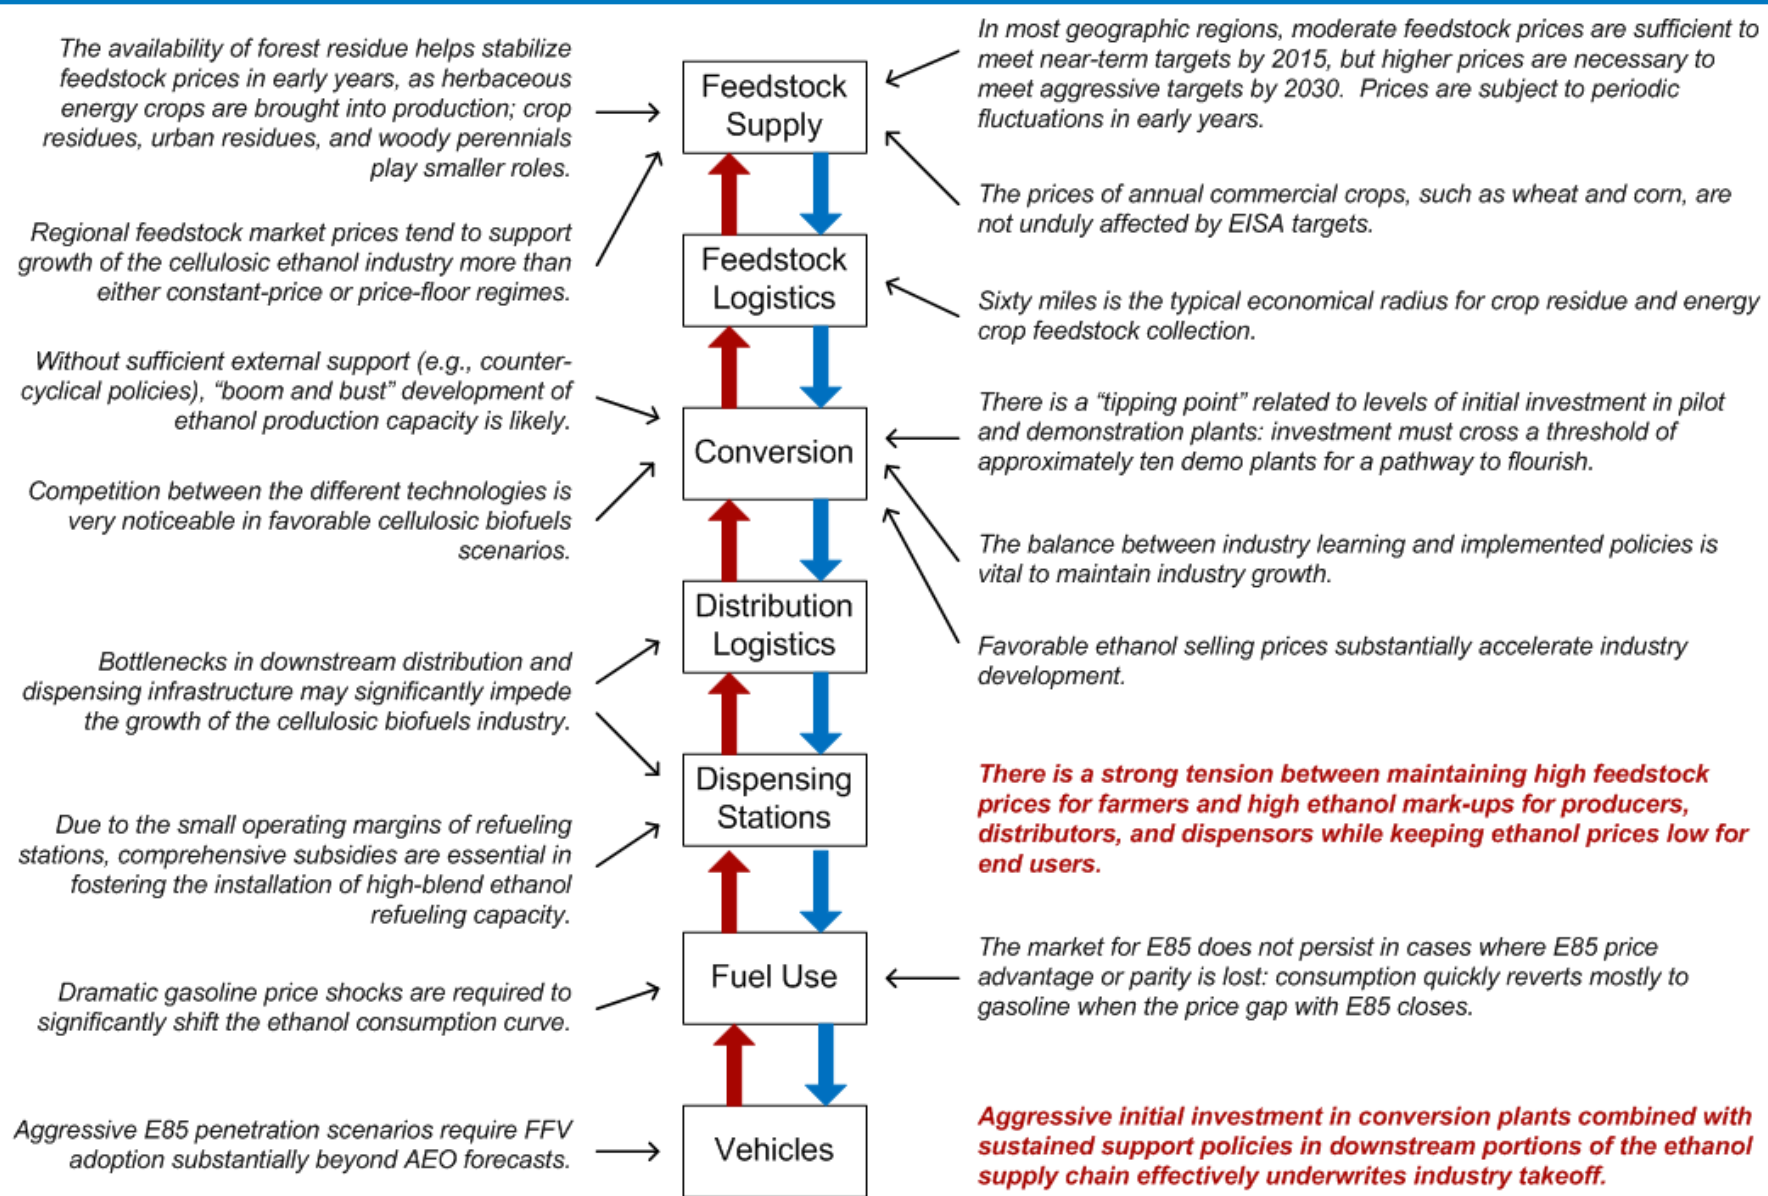 The availability of forest residue helps stabilize
feedstock prices in early years, as herbaceous
energy crops are brought into production; crop
residues, urban residues, and woody perennials
play smaller roles.
Regional feedstock market prices tend to support
growth of the cellulosic ethanol industry more than
either constant-price or price-floor regimes.
Without sufficient external support (e.g., counter-
cyclical policies), “boom and bust” development of
ethanol production capacity is likely.
Competition between the different technologies is
very noticeable in favorable cellulosic biofuels
scenarios.
Bottlenecks in downstream distribution and
dispensing infrastructure may significantly impede
the growth of the cellulosic biofuels industry.
Due to the small operating margins of refueling
stations, comprehensive subsidies are essential in
fostering the installation of high-blend ethanol
refueling capacity.
Dramatic gasoline price shocks are required to
significantly shift the ethanol consumption curve.
Aggressive E85 penetration scenarios require FFV
adoption substantially beyond AEO forecasts.
Feedstock
Supply
Feedstock
Logistics
Conversion
Distribution
Logistics
Dispensing
Stations
Fuel Use
Vehicles
In most geographic regions, moderate feedstock prices are sufficient to
meet near-term targets by 2015, but higher prices are necessary to
meet aggressive targets by 2030.  Prices are subject to periodic
fluctuations in early years.
The prices of annual commercial crops, such as wheat and corn, are
not unduly affected by EISA targets.
Sixty miles is the typical economical radius for crop residue and energy
crop feedstock collection.
There is a “tipping point” related to levels of initial investment in pilot
and demonstration plants: investment must cross a threshold of
approximately ten demo plants for a pathway to flourish.
The balance between industry learning and implemented policies is
vital to maintain industry growth.
Favorable ethanol selling prices substantially accelerate industry
development.
There is a strong tension between maintaining high feedstock
prices for farmers and high ethanol mark-ups for producers,
distributors, and dispensors while keeping ethanol prices low for
end users.
The market for E85 does not persist in cases where E85 price
advantage or parity is lost: consumption quickly reverts mostly to
gasoline when the price gap with E85 closes.
Aggressive initial investment in conversion plants combined with
sustained support policies in downstream portions of the ethanol
supply chain effectively underwrites industry takeoff.